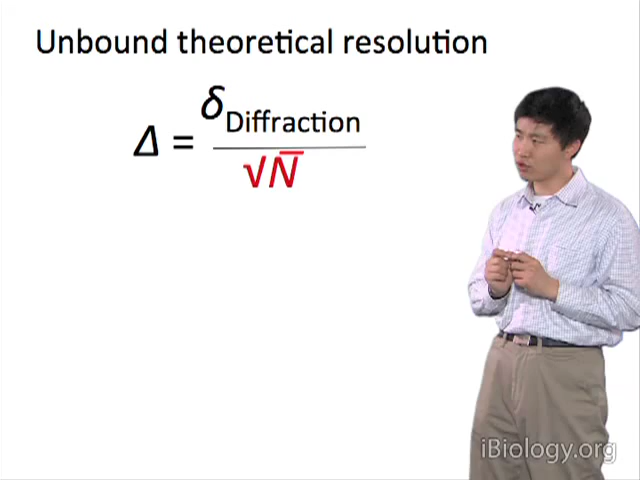 Unbound theoretical resolution
Δ = δDiffraction / √N
iBiology.org